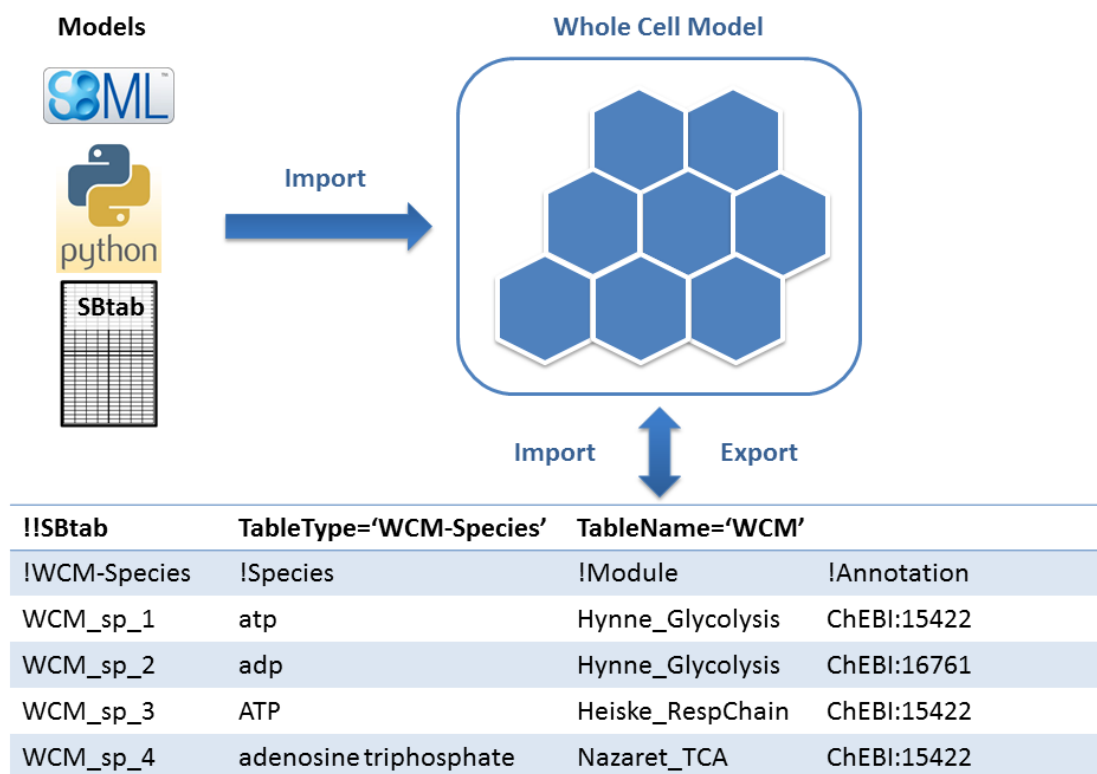 Models
Whole Cell Model
SBML™
Import
python
SBtab
Import
Export
!!SBtab TableType=‘WCM-Species’ TableName=‘WCM’
!WCM-Species !Species !Module !Annotation
WCM_sp_1 atp Hynne_Glycolysis ChEBI:15422
WCM_sp_2 adp Hynne_Glycolysis ChEBI:16761
WCM_sp_3 ATP Heiske_RespChain ChEBI:15422
WCM_sp_4 adenosine triphosphate Nazaret_TCA ChEBI:15422